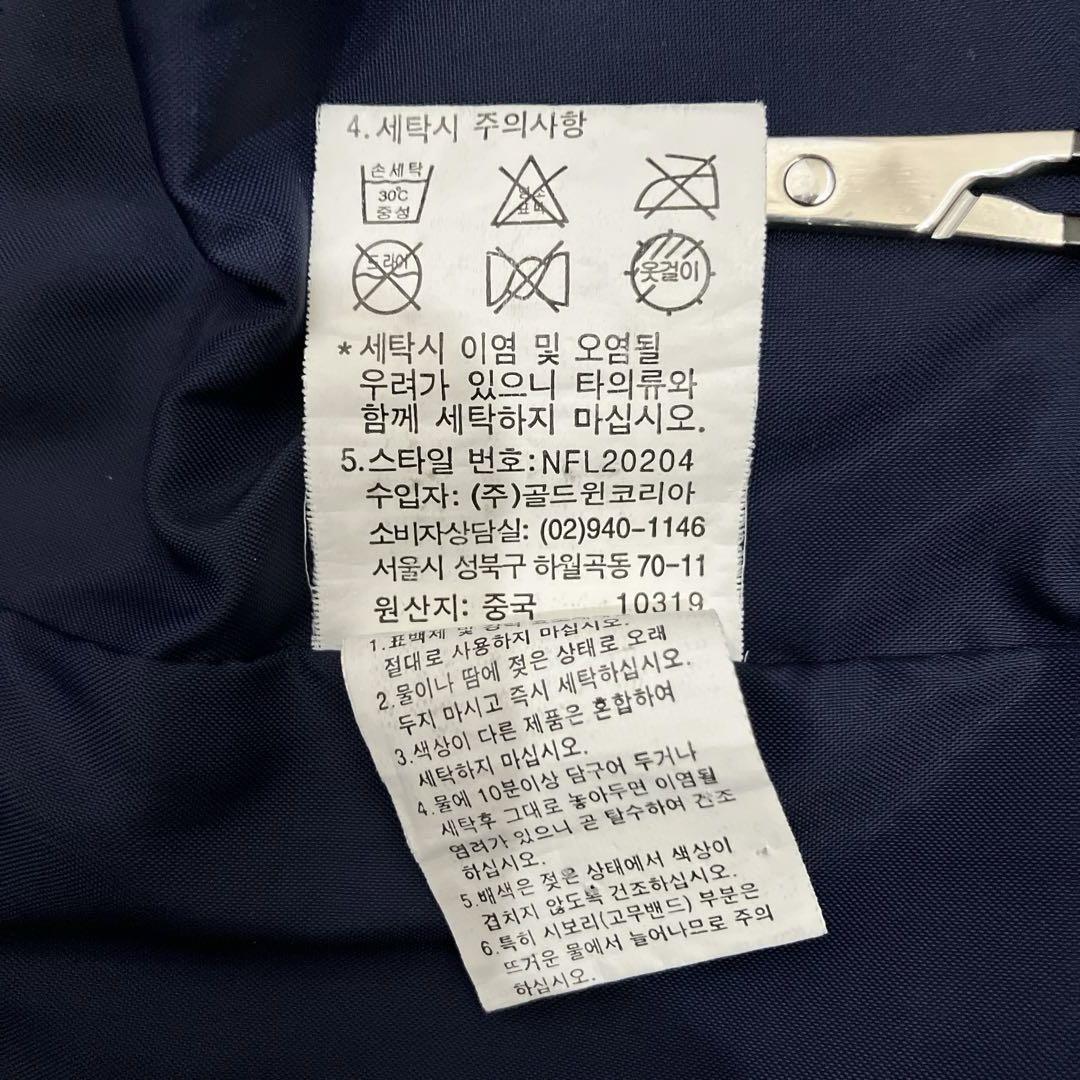 4. 세탁시 주의사항
손세탁
30℃
중성
염소
표백
드라이
옷걸이
* 세탁시 이염 및 오염될
우려가 있으니 타의류와
함께 세탁하지 마십시오.
5. 스타일 번호: NFL20204
수입자: (주)골드윈코리아
소비자상담실: (02)940-1146
서울시 성북구 하월곡동 70-11
원산지: 중국 10319
1.표백제 및
절대로 사용하지 마십시오.
2.물이나 땀에 젖은 상태로 오래
두지 마시고 즉시 세탁하십시오.
3.색상이 다른 제품은 혼합하여
세탁하지 마십시오.
4.물에 10분이상 담구어 두거나
세탁후 그대로 놓아두면 이염될
염려가 있으니 곧 탈수하여 건조
하십시오.
5.배색은 젖은 상태에서 색상이
겹치지 않도록 건조하십시오.
6.특히 시보리(고무밴드) 부분은
뜨거운 물에서 늘어나므로 주의
하십시오.